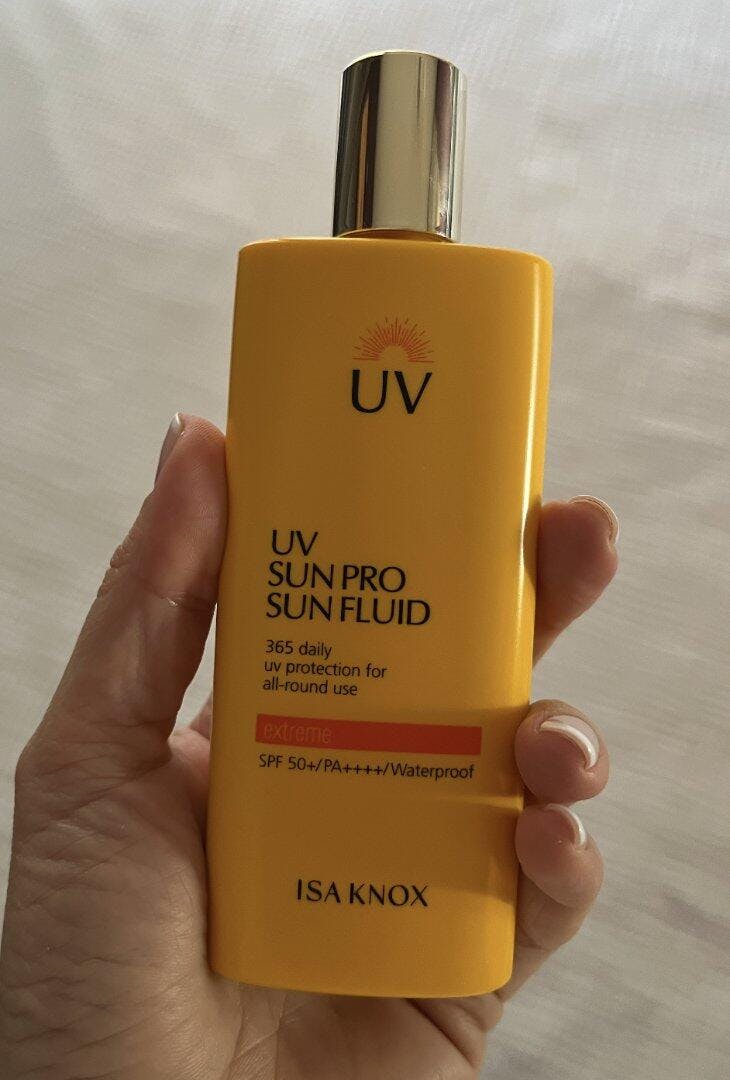 UV
UV
SUN PRO
SUN FLUID
365 daily
uv protection for
all-round use
extreme
SPF 50+/PA++++/Waterproof
ISA KNOX